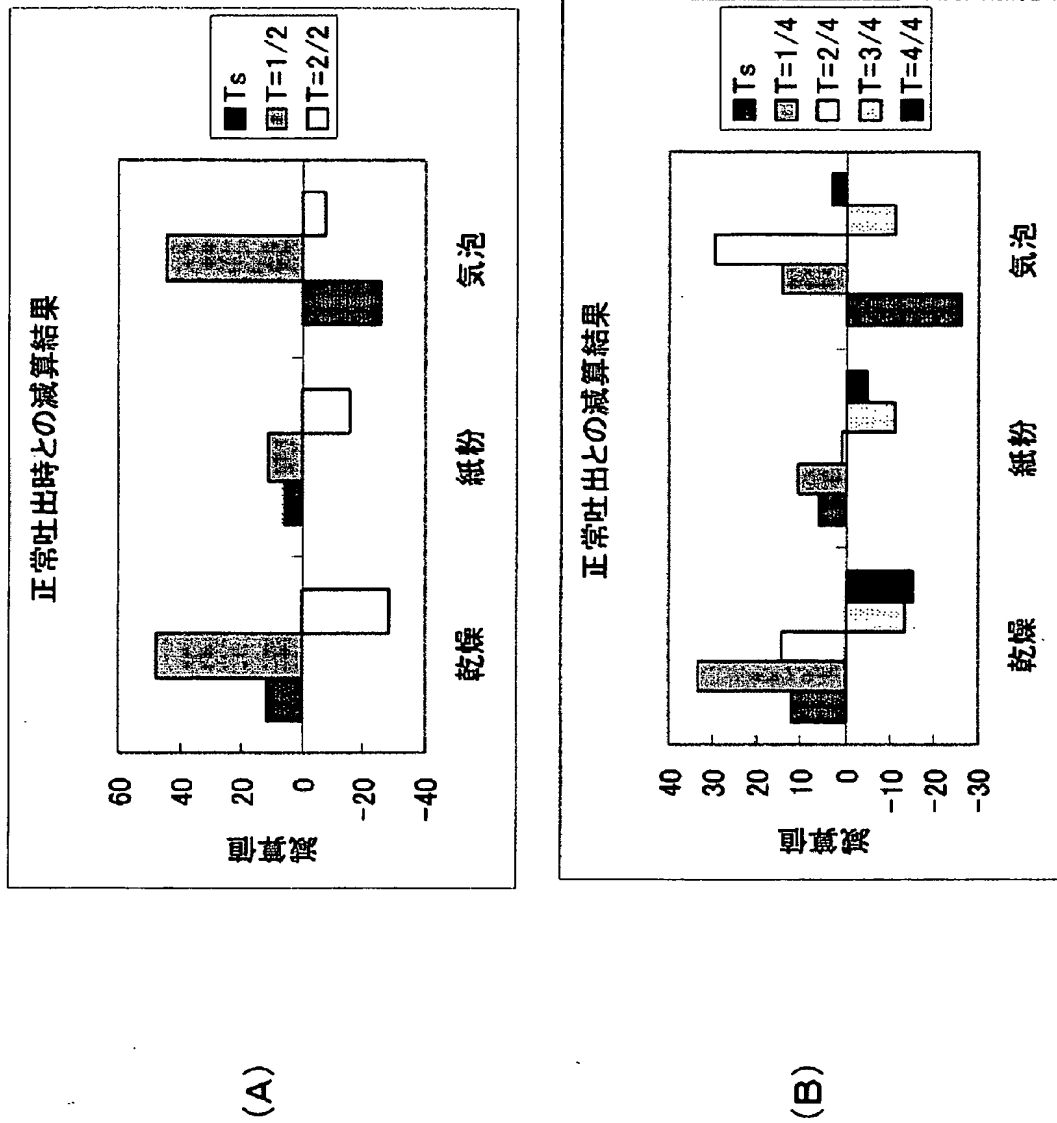 (A)
正常吐出時との減算結果
減算値
60
40
20
0
-20
-40
乾燥
紙粉
気泡
Ts
T=1/2
T=2/2
(B)
正常吐出との減算結果
減算値
40
30
20
10
0
-10
-20
-30
乾燥
紙粉
気泡
Ts
T=1/4
T=2/4
T=3/4
T=4/4